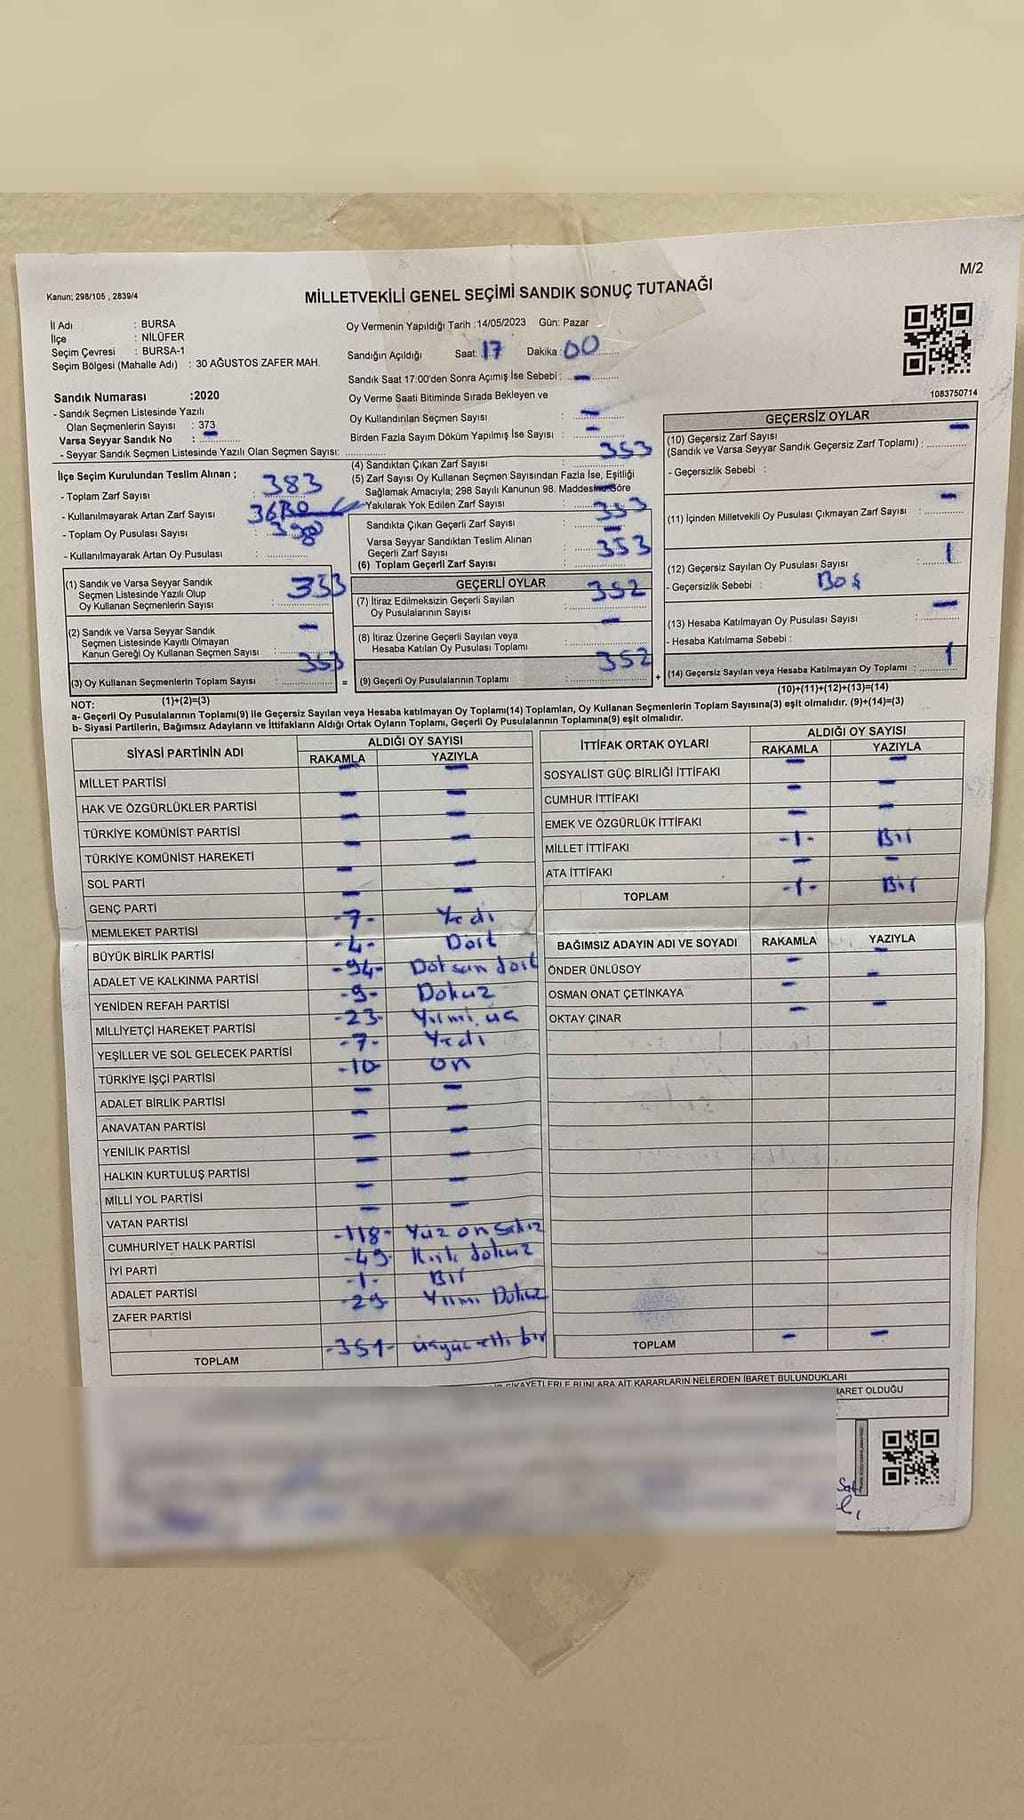 M/2
Kanun; 298/105 , 2839/4
MİLLETVEKİLİ GENEL SEÇİMİ SANDIK SONUÇ TUTANAĞI
İl Adı : BURSA
İlçe : NİLÜFER
Seçim Çevresi : BURSA-1
Seçim Bölgesi (Mahalle Adı) : 30 AĞUSTOS ZAFER MAH.
Sandık Numarası :2020
- Sandık Seçmen Listesinde Yazılı
Olan Seçmenlerin Sayısı : 373
Varsa Seyyar Sandık No : -
- Seyyar Sandık Seçmen Listesinde Yazılı Olan Seçmen Sayısı:
Oy Vermenin Yapıldığı Tarih :14/05/2023 Gün: Pazar
Sandığın Açıldığı Saat: 17 Dakika : 00
Sandık Saat 17:00'den Sonra Açımış İse Sebebi : -
Oy Verme Saati Bitiminde Sırada Bekleyen ve
Oy Kullandırılan Seçmen Sayısı : -
Birden Fazla Sayım Döküm Yapılmış İse Sayısı : -
1083750714
İlçe Seçim Kurulundan Teslim Alınan ;
- Toplam Zarf Sayısı : 383
- Kullanılmayarak Artan Zarf Sayısı
- Toplam Oy Pusulası Sayısı
- Kullanılmayarak Artan Oy Pusulası :
(1) Sandık ve Varsa Seyyar Sandık
Seçmen Listesinde Yazılı Olup
Oy Kullanan Seçmenlerin Sayısı : 353
(2) Sandık ve Varsa Seyyar Sandık
Seçmen Listesinde Kayıtlı Olmayan
Kanun Gereği Oy Kullanan Seçmen Sayısı : -
(3) Oy Kullanan Seçmenlerin Toplam Sayısı : 353
(1)+(2)=(3)
(4) Sandıktan Çıkan Zarf Sayısı : 353
(5) Zarf Sayısı Oy Kullanan Seçmen Sayısından Fazla İse, Eşitliği
Sağlamak Amacıyla; 298 Sayılı Kanunun 98. Maddesine Göre
Yakılarak Yok Edilen Zarf Sayısı : -
Sandıkta Çıkan Geçerli Zarf Sayısı : 353
Varsa Seyyar Sandıktan Teslim Alınan
Geçerli Zarf Sayısı : -
(6) Toplam Geçerli Zarf Sayısı : 353
GEÇERLİ OYLAR
(7) İtiraz Edilmeksizin Geçerli Sayılan
Oy Pusulalarının Sayısı : 352
(8) İtiraz Üzerine Geçerli Sayılan veya
Hesaba Katılan Oy Pusulası Toplamı : -
= (9) Geçerli Oy Pusulalarının Toplamı : 352 +
GEÇERSİZ OYLAR
(10) Geçersiz Zarf Sayısı
(Sandık ve Varsa Seyyar Sandık Geçersiz Zarf Toplamı) : -
- Geçersizlik Sebebi :
(11) İçinden Milletvekili Oy Pusulası Çıkmayan Zarf Sayısı : -
(12) Geçersiz Sayılan Oy Pusulası Sayısı : 1
- Geçersizlik Sebebi : Boş
(13) Hesaba Katılmayan Oy Pusulası Sayısı : -
- Hesaba Katılmama Sebebi :
(14) Geçersiz Sayılan veya Hesaba Katılmayan Oy Toplamı : 1
(10)+(11)+(12)+(13)=(14)
NOT:
a- Geçerli Oy Pusulalarının Toplamı(9) ile Geçersiz Sayılan veya Hesaba katılmayan Oy Toplamı(14) Toplamları, Oy Kullanan Seçmenlerin Toplam Sayısına(3) eşit olmalıdır. (9)+(14)=(3)
b- Siyasi Partilerin, Bağımsız Adayların ve İttifakların Aldığı Ortak Oyların Toplamı, Geçerli Oy Pusulalarının Toplamına(9) eşit olmalıdır.
SİYASİ PARTİNİN ADI ALDIĞI OY SAYISI
RAKAMLA YAZIYLA
MİLLET PARTİSİ - -
HAK VE ÖZGÜRLÜKLER PARTİSİ - -
TÜRKİYE KOMÜNİST PARTİSİ - -
TÜRKİYE KOMÜNİST HAREKETİ - -
SOL PARTİ - -
GENÇ PARTİ - -
MEMLEKET PARTİSİ -7- Yedi
BÜYÜK BİRLİK PARTİSİ -4- Dört
ADALET VE KALKINMA PARTİSİ -94- Doksan dört
YENİDEN REFAH PARTİSİ -9- Dokuz
MİLLİYETÇİ HAREKET PARTİSİ -23- Yirmi üç
YEŞİLLER VE SOL GELECEK PARTİSİ -7- Yedi
TÜRKİYE İŞÇİ PARTİSİ -10- on
ADALET BİRLİK PARTİSİ - -
ANAVATAN PARTİSİ - -
YENİLİK PARTİSİ - -
HALKIN KURTULUŞ PARTİSİ - -
MİLLİ YOL PARTİSİ - -
VATAN PARTİSİ - -
CUMHURİYET HALK PARTİSİ -118- Yüz on sekiz
İYİ PARTİ -49- Kırk dokuz
ADALET PARTİSİ -1- Bir
ZAFER PARTİSİ -29- Yirmi Dokuz
TOPLAM -351- üçyüz elli bir
İTTİFAK ORTAK OYLARI ALDIĞI OY SAYISI
RAKAMLA YAZIYLA
SOSYALİST GÜÇ BİRLİĞİ İTTİFAKI - -
CUMHUR İTTİFAKI - -
EMEK VE ÖZGÜRLÜK İTTİFAKI - -
MİLLET İTTİFAKI -1- Bir
ATA İTTİFAKI - -
TOPLAM -1- Bir
BAĞIMSIZ ADAYIN ADI VE SOYADI RAKAMLA YAZIYLA
ÖNDER ÜNLÜSOY - -
OSMAN ONAT ÇETİNKAYA - -
OKTAY ÇINAR - -
TOPLAM - -
ŞİKAYETLERLE BUNLARA AİT KARARLARIN NELERDEN İBARET BULUNDUKLARI
BARET OLDUĞU